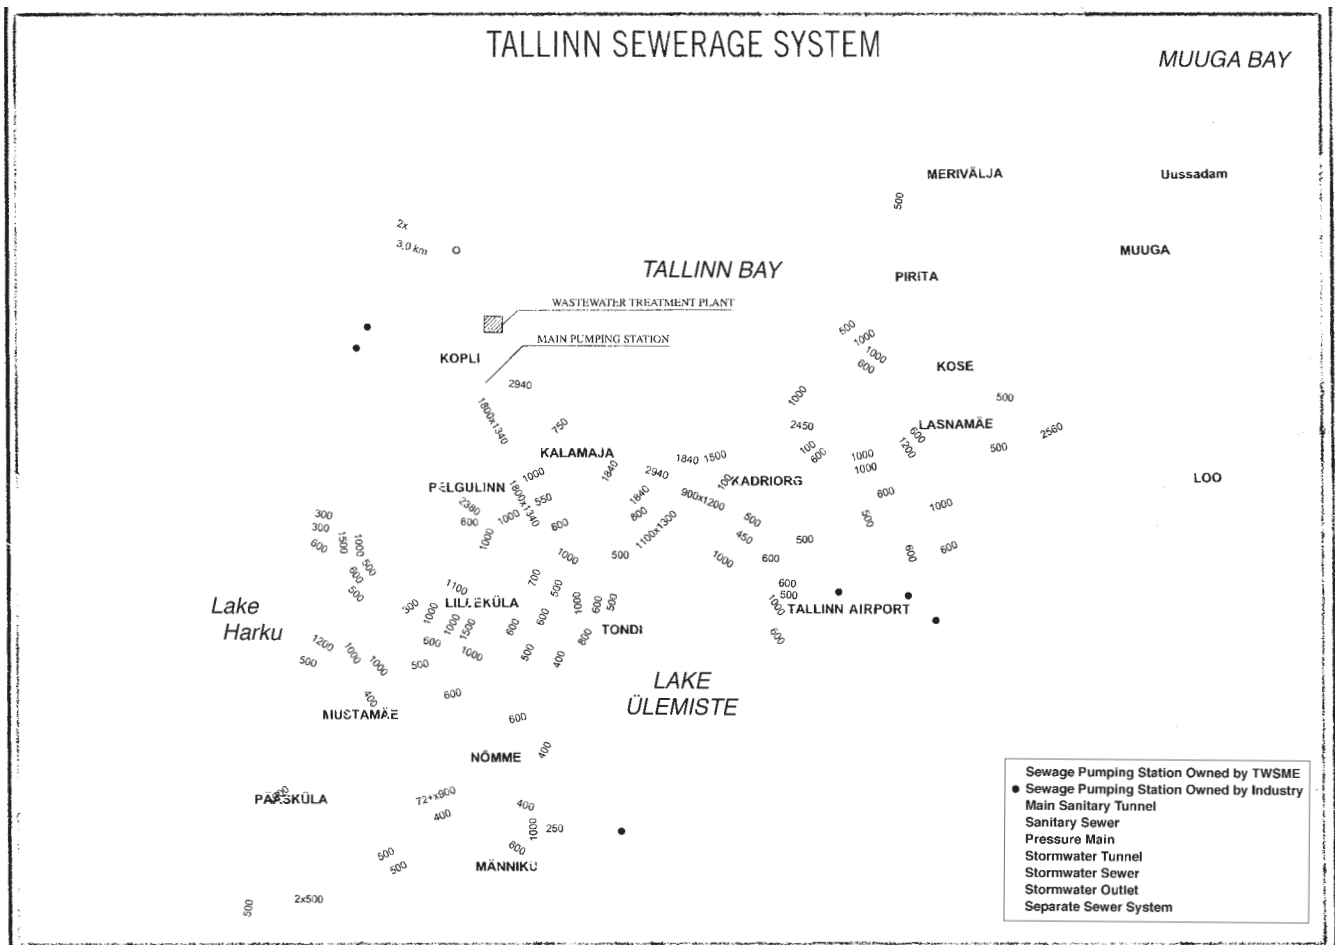 TALLINN SEWERAGE SYSTEM
MUUGA BAY
MERIVÄLJA
Uussadam
500
2x
3,0 km
MUUGA
TALLINN BAY
PIRITA
WASTEWATER TREATMENT PLANT
MAIN PUMPING STATION
KOPLI
500
1000
1000
600
KOSE
2940
1000
500
1800x1340
750
2450
LASNAMÄE
600
1200
2560
500
KALAMAJA
100
600
1000
1000
1840 1500
2940
1840
1000
PELGULINN
100
KADRIORG
LOO
900x1200
1840
550
1800x1340
2380
600
1000
600
800
1100x1300
500
450
600
500
1000
300
300
600
1500
1000
500
600
500
1000
1000
500
1000
600
500
600
600
700
500
1100
LILLEKÜLA
300
1000
1000
1500
600
1000
600
600
1000
600
500
TONDI
800
600
500
1000
TALLINN AIRPORT
600
Lake
Harku
1200
500
1000
1000
500
500
400
LAKE
ÜLEMISTE
400
MUSTAMÄE
600
600
NÕMME
400
PÄÄSKÜLA
72+x900
400
400
1000
250
600
MÄNNIKU
500
500
2x500
500
Sewage Pumping Station Owned by TWSME
Sewage Pumping Station Owned by Industry
Main Sanitary Tunnel
Sanitary Sewer
Pressure Main
Stormwater Tunnel
Stormwater Sewer
Stormwater Outlet
Separate Sewer System